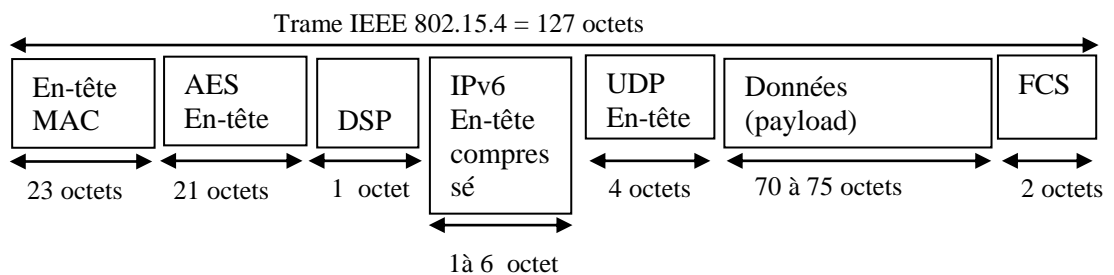 Trame IEEE 802.15.4 = 127 octets
En-tête
MAC
AES
En-tête
DSP
IPv6
En-tête
compres
sé
UDP
En-tête
Données
(payload)
FCS
23 octets
21 octets
1 octet
1à 6 octet
4 octets
70 à 75 octets
2 octets